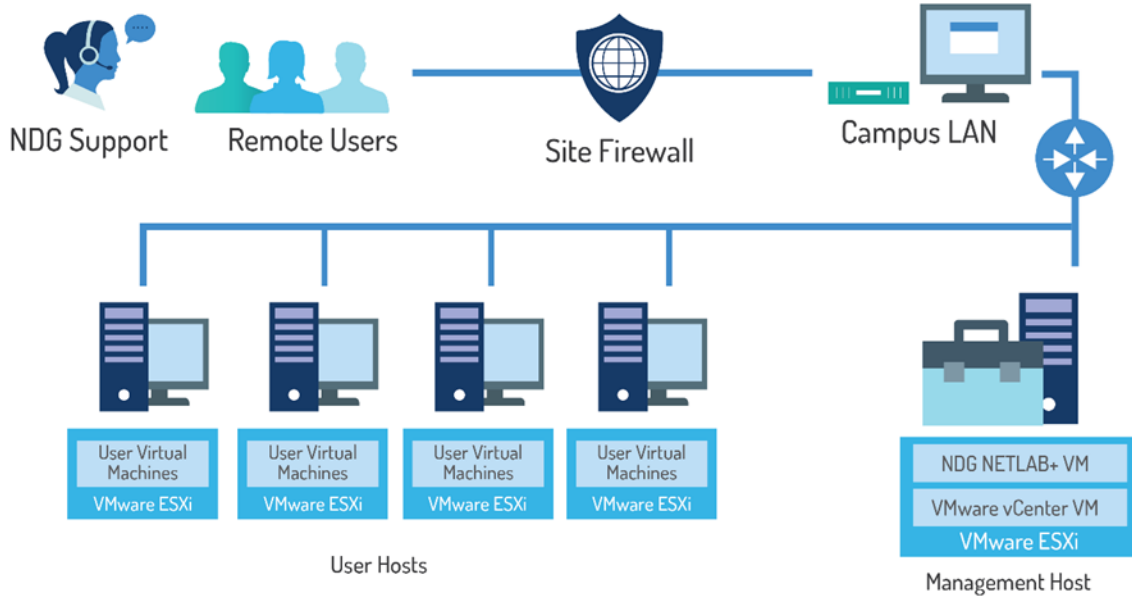 NDG Support
Remote Users
Site Firewall
Campus LAN
User Virtual
Machines
VMware ESXi
User Virtual
Machines
VMware ESXi
User Virtual
Machines
VMware ESXi
User Virtual
Machines
VMware ESXi
NDG NETLAB+ VM
VMware vCenter VM
VMware ESXi
User Hosts
Management Host